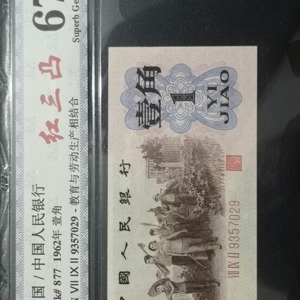 67
Superb Ge
红三凸
国 / 中国人民银行
k# 877 1962年 壹角
VII IX II 9357029 - 教育与劳动生产相结合
中國人民銀行
壹角
1
YI
JIAO
VII IX II 9357029